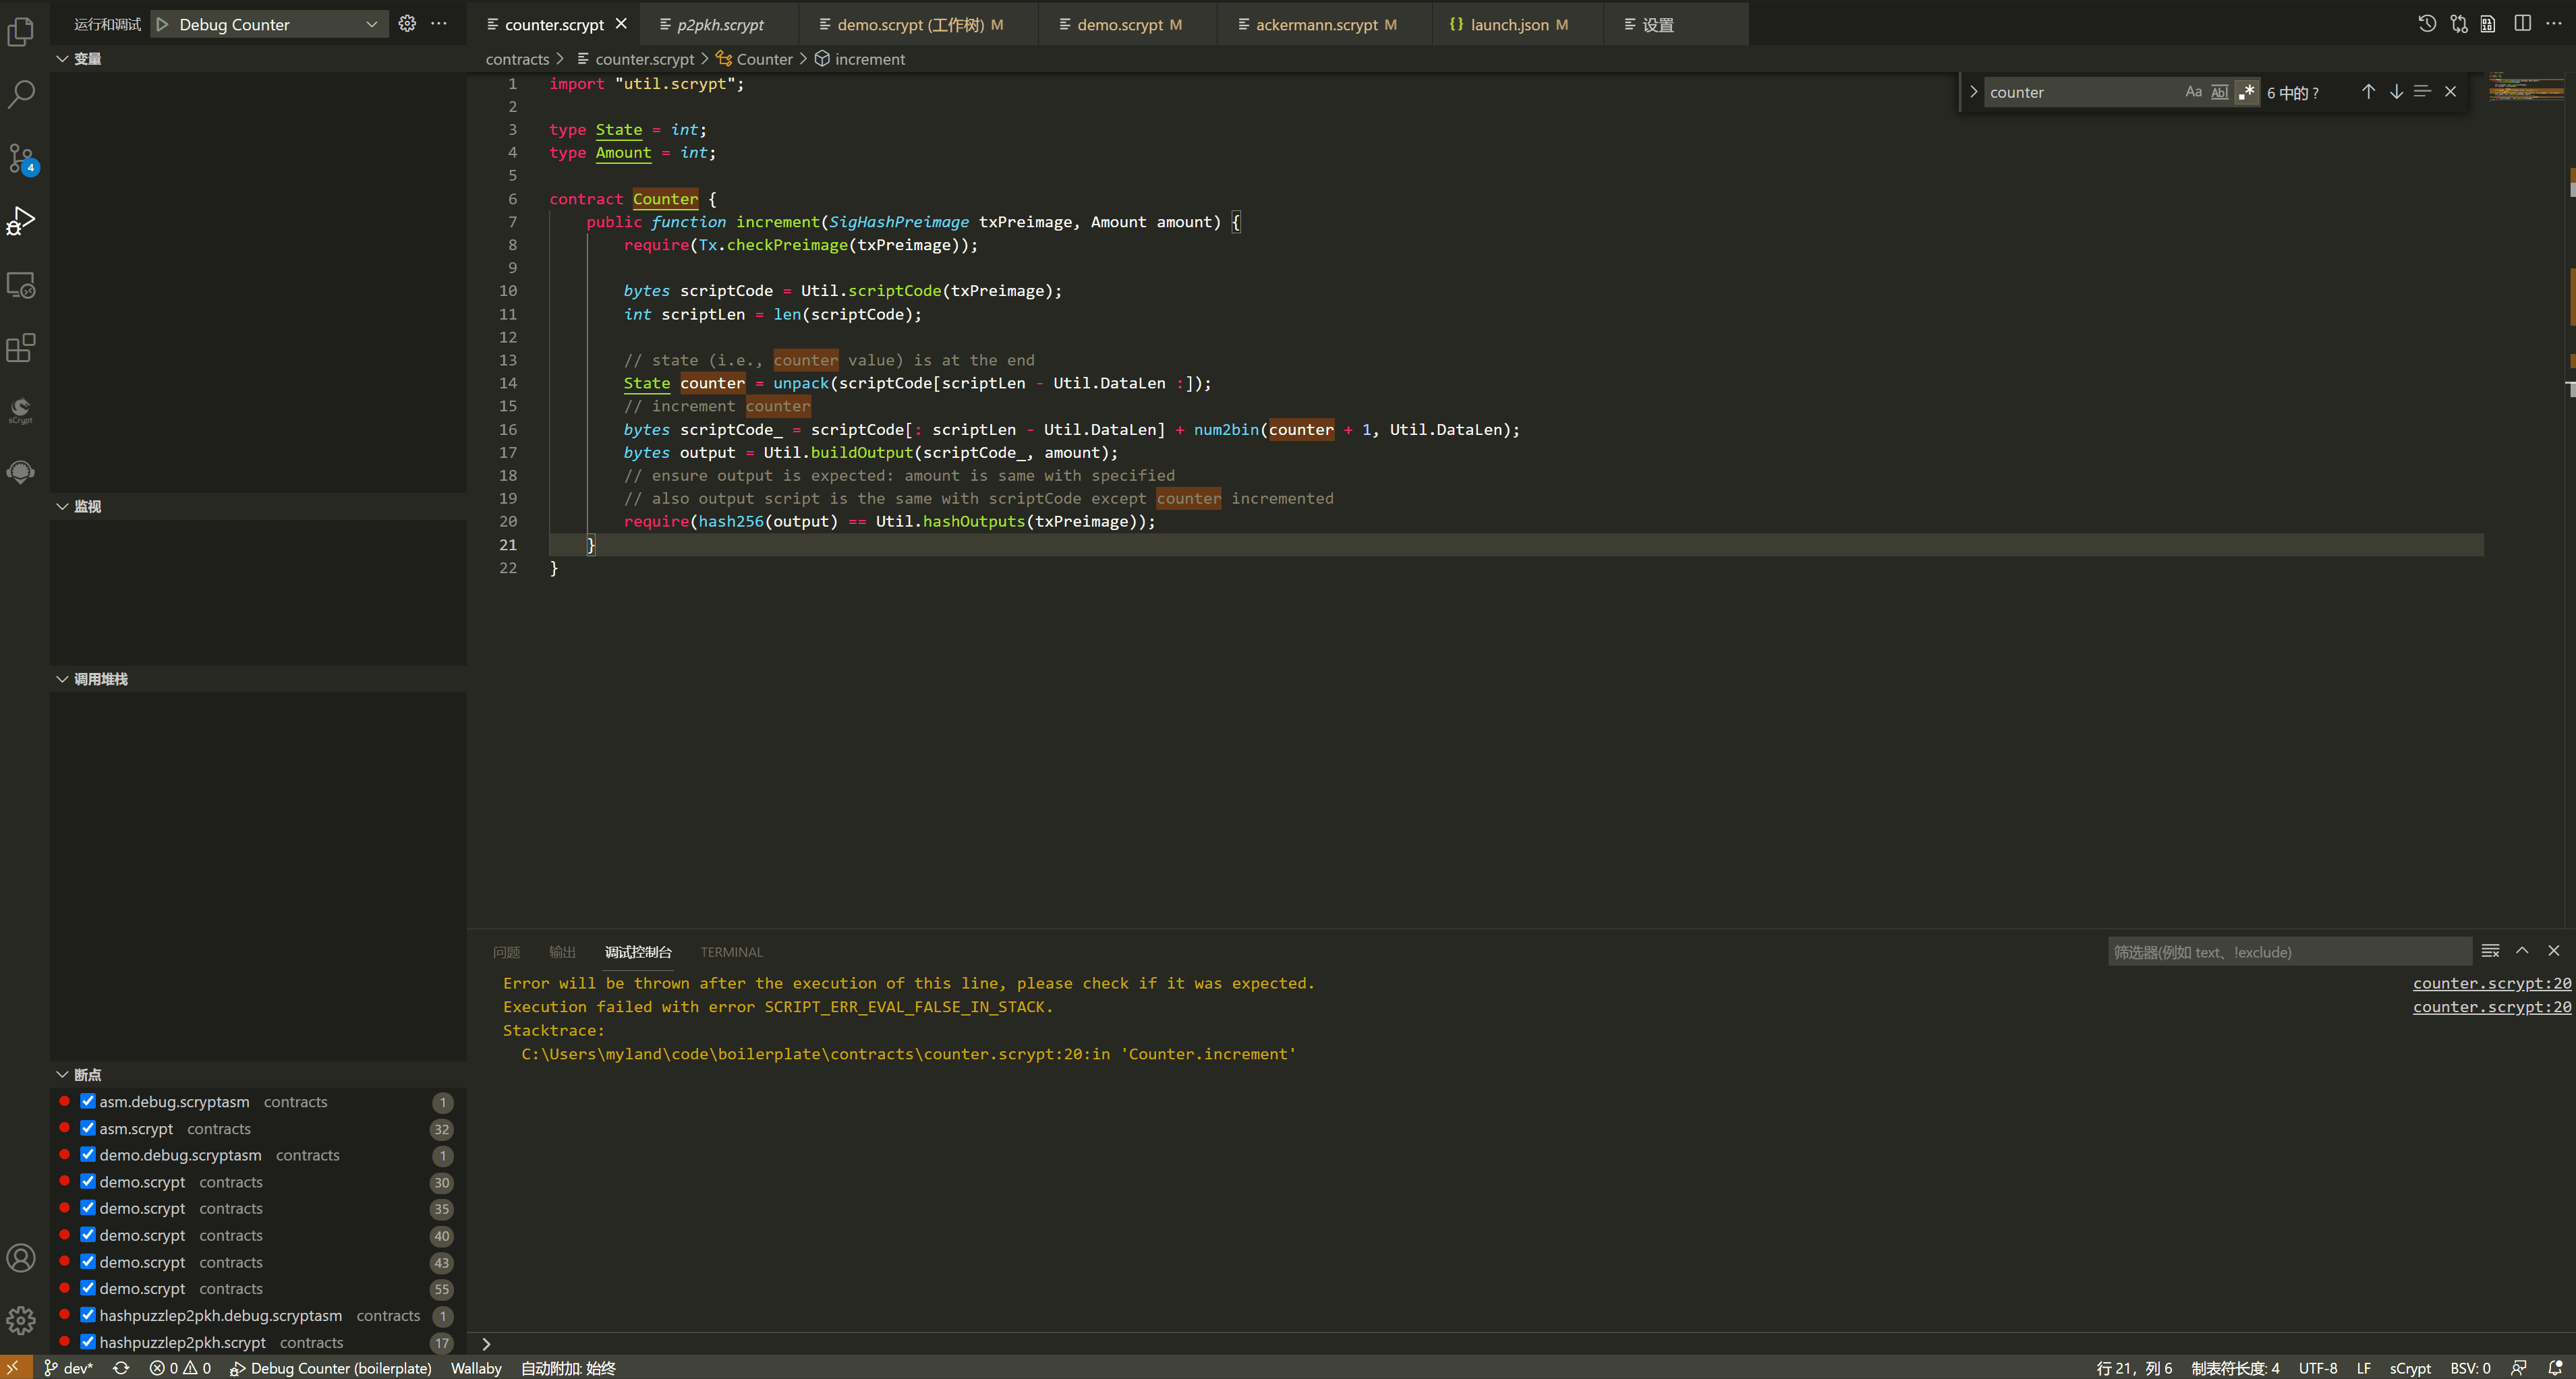 运行和调试 Debug Counter
counter.scrypt p2pkh.scrypt demo.scrypt (工作树) M demo.scrypt M ackermann.scrypt M {} launch.json M 设置
变量
contracts > counter.scrypt > Counter > increment
counter Aa Abl .* 6 中的 ?
1 import "util.scrypt";
2
3 type State = int;
4 type Amount = int;
5
6 contract Counter {
7 public function increment(SigHashPreimage txPreimage, Amount amount) {
8 require(Tx.checkPreimage(txPreimage));
9
10 bytes scriptCode = Util.scriptCode(txPreimage);
11 int scriptLen = len(scriptCode);
12
13 // state (i.e., counter value) is at the end
14 State counter = unpack(scriptCode[scriptLen - Util.DataLen :]);
15 // increment counter
16 bytes scriptCode_ = scriptCode[: scriptLen - Util.DataLen] + num2bin(counter + 1, Util.DataLen);
17 bytes output = Util.buildOutput(scriptCode_, amount);
18 // ensure output is expected: amount is same with specified
19 // also output script is the same with scriptCode except counter incremented
20 require(hash256(output) == Util.hashOutputs(txPreimage));
21 }
22 }
4
sCrypt
监视
调用堆栈
问题 输出 调试控制台 TERMINAL
筛选器(例如 text、!exclude)
Error will be thrown after the execution of this line, please check if it was expected. counter.scrypt:20
Execution failed with error SCRIPT_ERR_EVAL_FALSE_IN_STACK. counter.scrypt:20
Stacktrace:
C:\Users\myland\code\boilerplate\contracts\counter.scrypt:20:in 'Counter.increment'
断点
asm.debug.scryptasm contracts 1
asm.scrypt contracts 32
demo.debug.scryptasm contracts 1
demo.scrypt contracts 30
demo.scrypt contracts 35
demo.scrypt contracts 40
demo.scrypt contracts 43
demo.scrypt contracts 55
hashpuzzlep2pkh.debug.scryptasm contracts 1
hashpuzzlep2pkh.scrypt contracts 17
dev* 0 0 Debug Counter (boilerplate) Wallaby 自动附加: 始终 行 21，列 6 制表符长度: 4 UTF-8 LF sCrypt BSV: 0